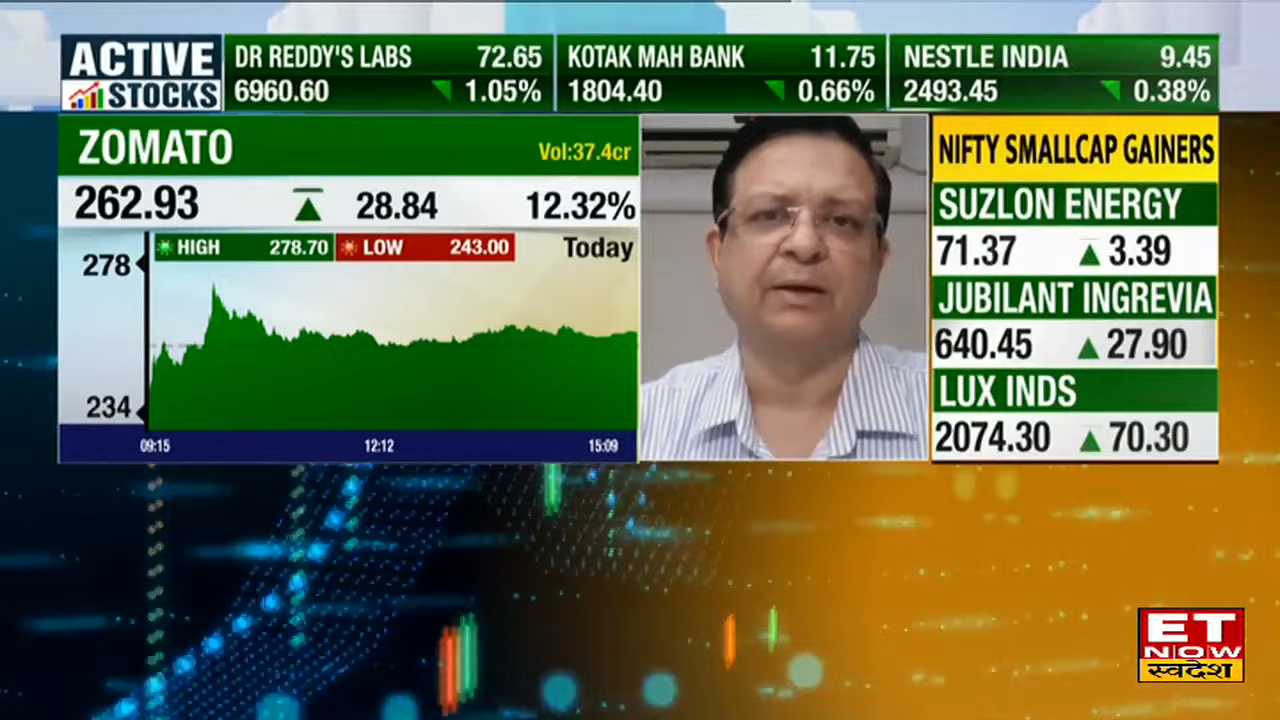 ACTIVE
STOCKS
DR REDDY'S LABS 72.65
6960.60 1.05%
KOTAK MAH BANK 11.75
1804.40 0.66%
NESTLE INDIA 9.45
2493.45 0.38%
ZOMATO
Vol:37.4cr
262.93 28.84 12.32%
HIGH 278.70 LOW 243.00 Today
278
234
09:15 12:12 15:09
NIFTY SMALLCAP GAINERS
SUZLON ENERGY
71.37 3.39
JUBILANT INGREVIA
640.45 27.90
LUX INDS
2074.30 70.30
ET
NOW
स्वदेश